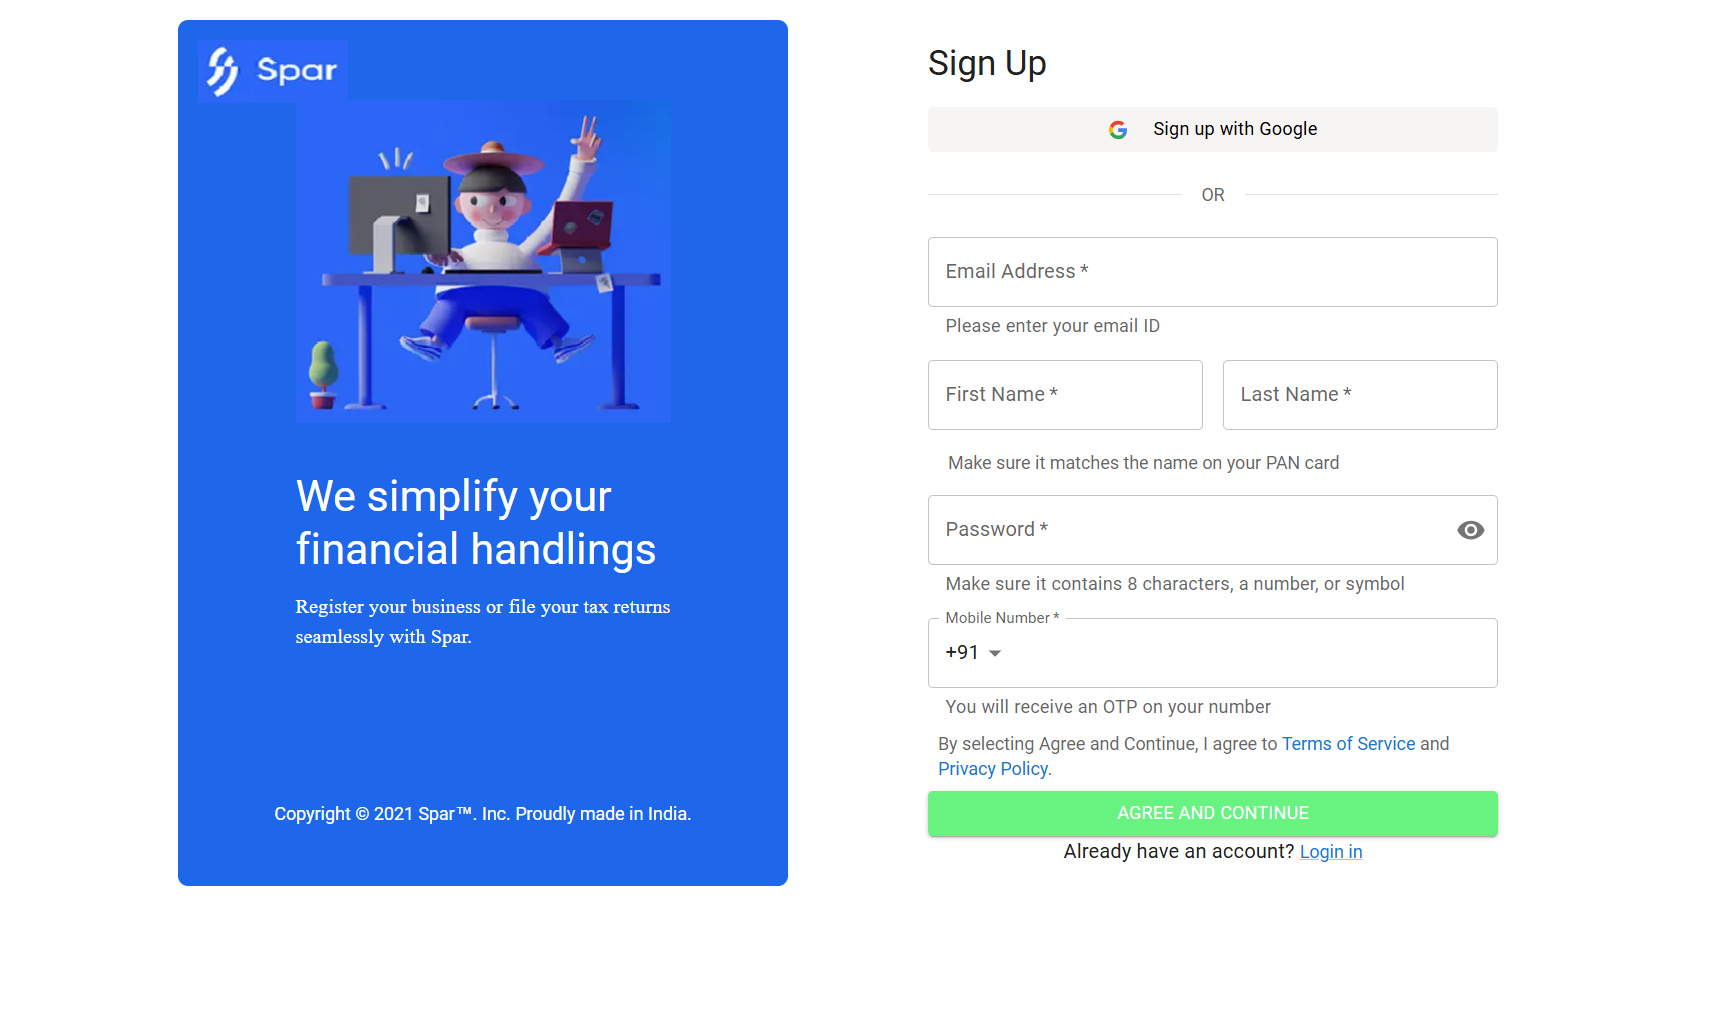 Spar
We simplify your
financial handlings
Register your business or file your tax returns
seamlessly with Spar.
Copyright © 2021 Spar™. Inc. Proudly made in India.
Sign Up
Sign up with Google
OR
Email Address *
Please enter your email ID
First Name *
Last Name *
Make sure it matches the name on your PAN card
Password *
Make sure it contains 8 characters, a number, or symbol
Mobile Number *
+91
You will receive an OTP on your number
By selecting Agree and Continue, I agree to Terms of Service and
Privacy Policy.
AGREE AND CONTINUE
Already have an account? Login in